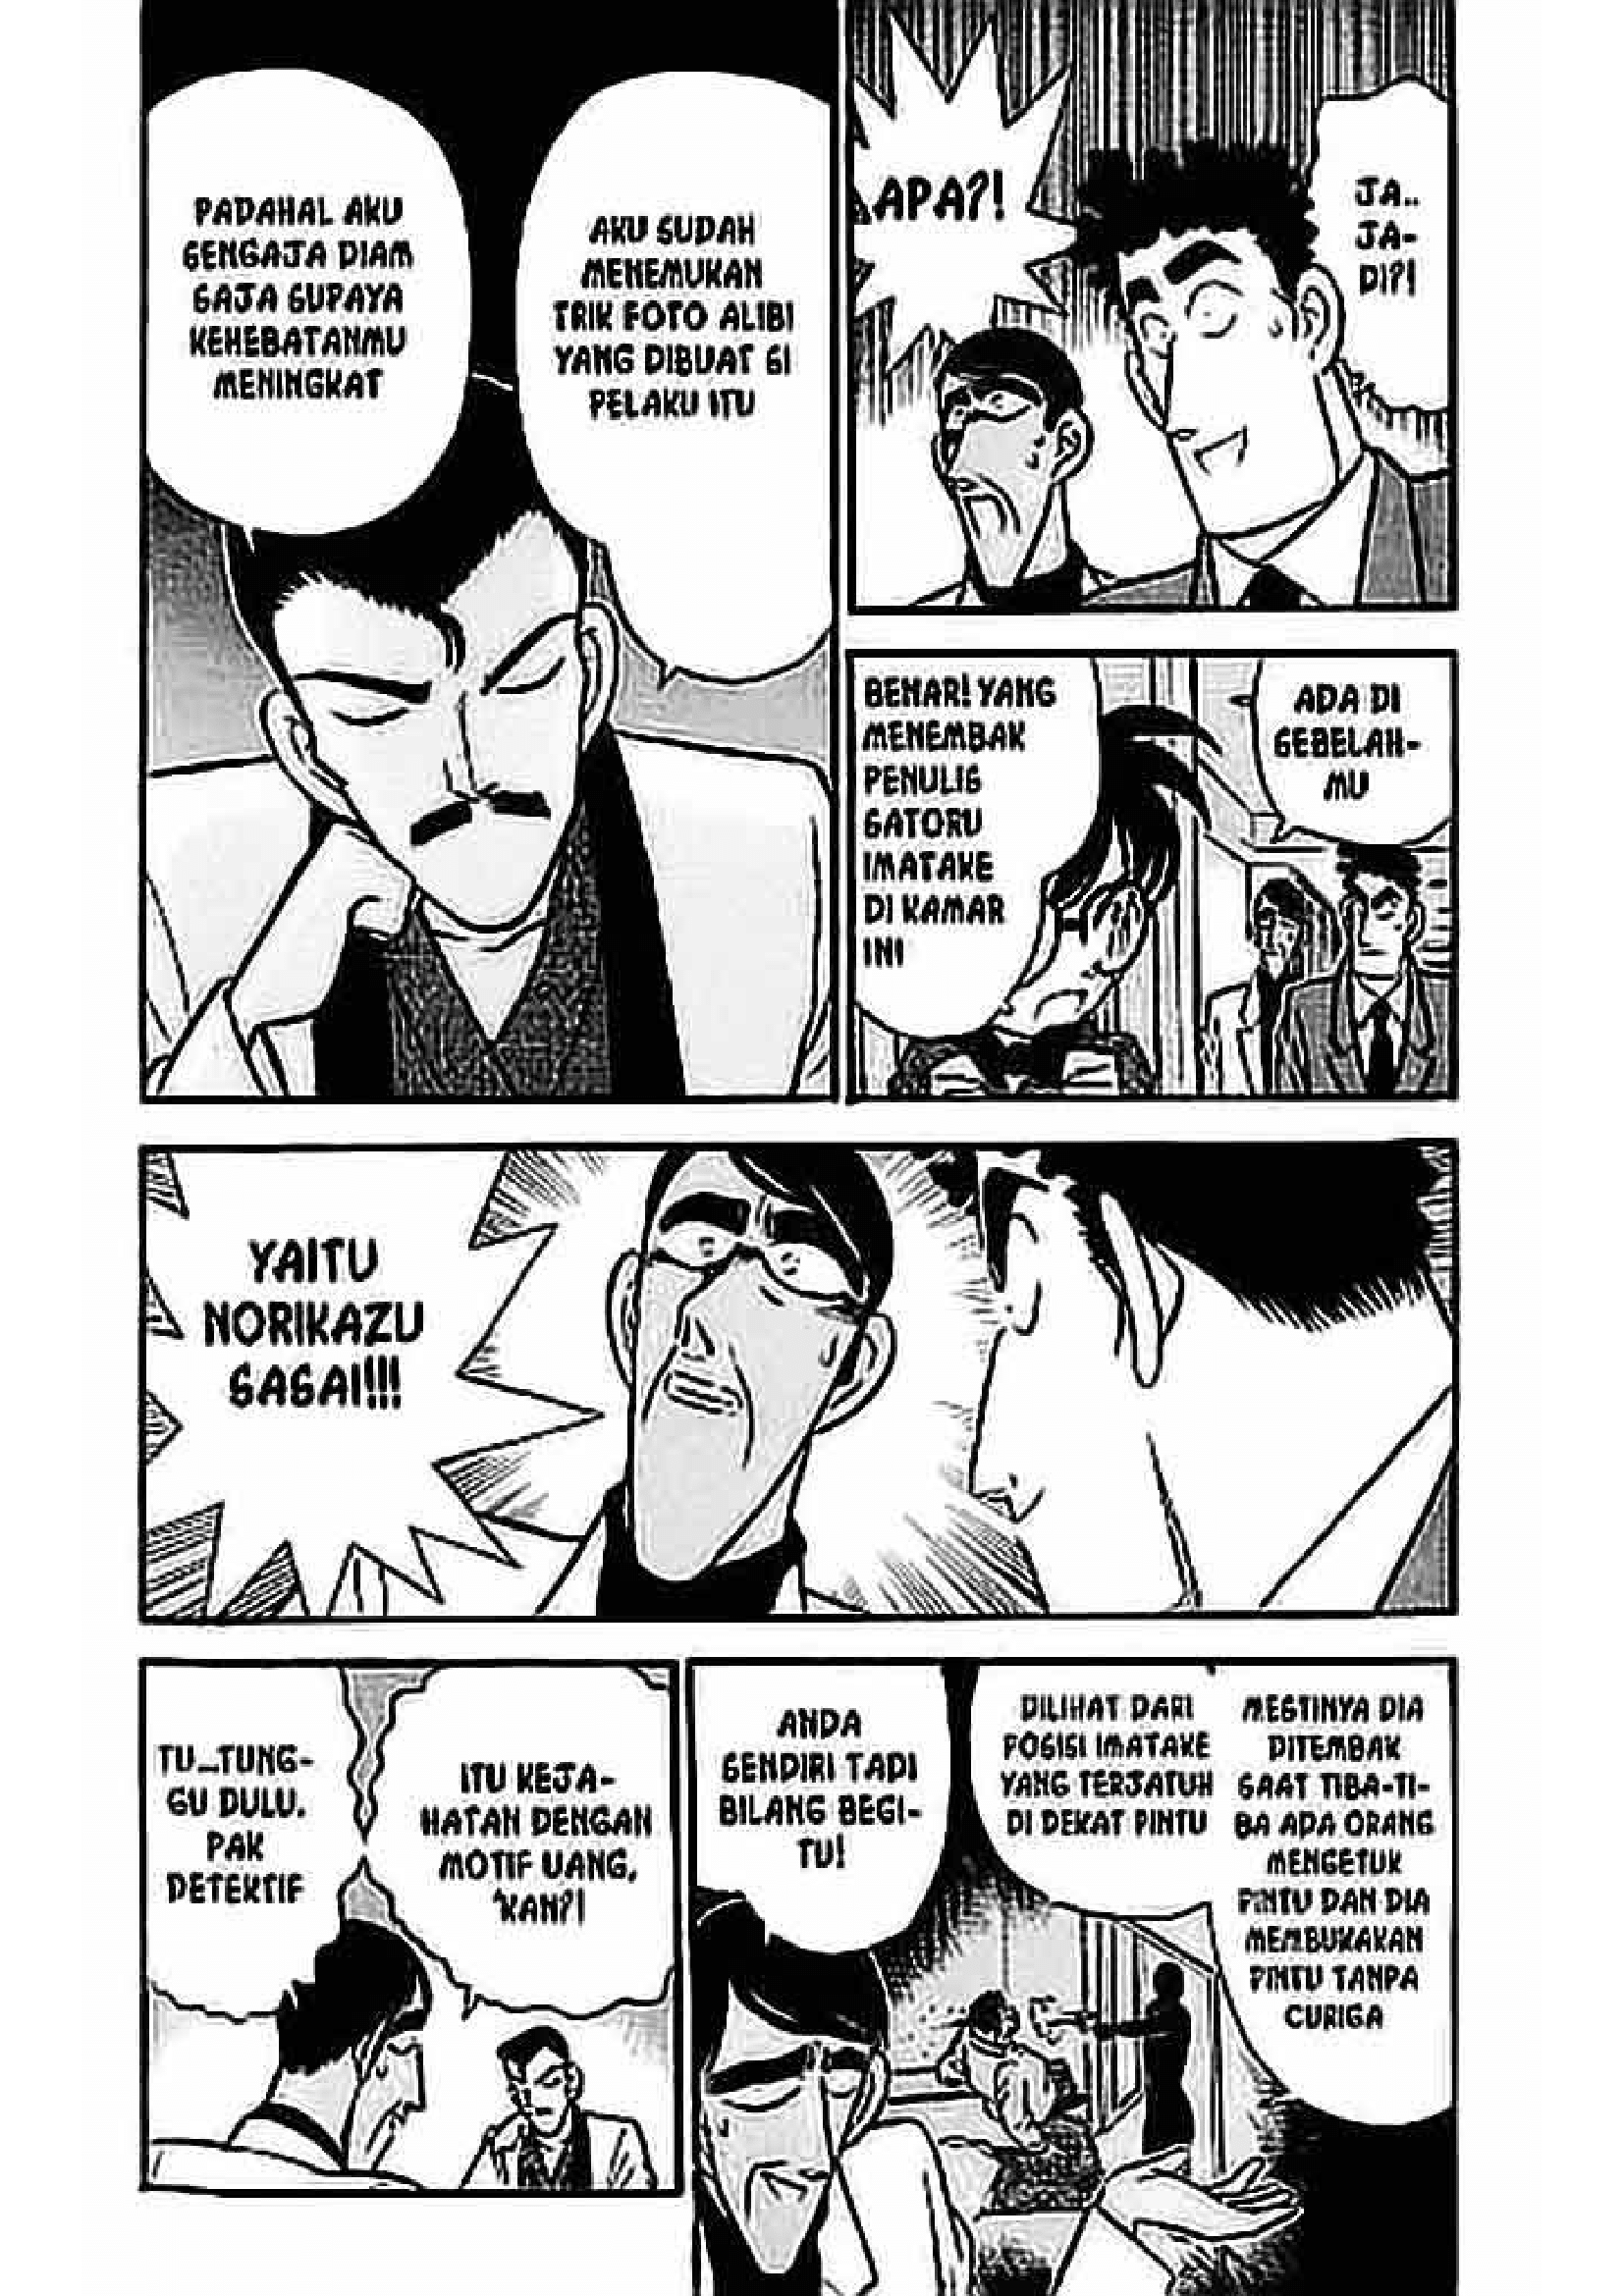 JA..
JA-
DI?!
APA?!
AKU SUDAH
MENEMUKAN
TRIK FOTO ALIBI
YANG DIBUAT SI
PELAKU ITU
PADAHAL AKU
SENGAJA DIAM
SAJA SUPAYA
KEHEBATANMU
MENINGKAT
ADA DI
SEBELAH-
MU
BENAR! YANG
MENEMBAK
PENULIS
SATORU
IMATAKE
DI KAMAR
INI
YAITU
NORIKAZU
SASAI!!!
MESTINYA DIA
DITEMBAK
SAAT TIBA-TI-
BA ADA ORANG
MENGETUK
PINTU DAN DIA
MEMBUKAKAN
PINTU TANPA
CURIGA
DILIHAT DARI
POSISI IMATAKE
YANG TERJATUH
DI DEKAT PINTU
ANDA
SENDIRI TADI
BILANG BEGI-
TU!
ITU KEJA-
HATAN DENGAN
MOTIF UANG,
'KAN?!
TU_TUNG-
GU DULU,
PAK
DETEKTIF